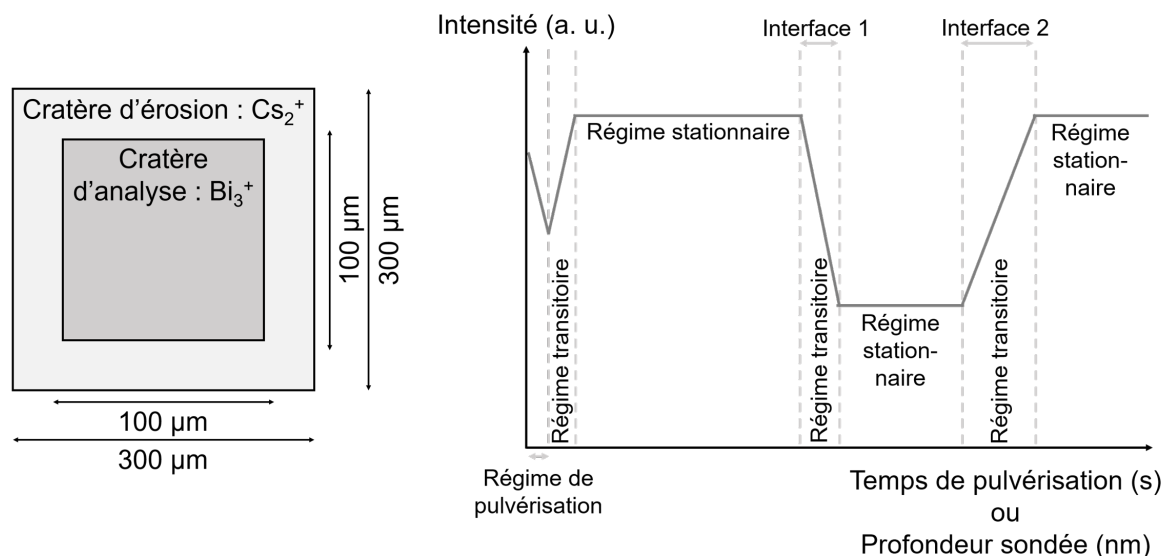 Cratère d'érosion : Cs₂⁺
Cratère
d'analyse : Bi₃⁺
100 µm
300 µm
100 µm
300 µm
Intensité (a. u.)
Interface 1
Interface 2
Régime transitoire
Régime stationnaire
Régime transitoire
Régime
station-
naire
Régime transitoire
Régime
station-
naire
Régime de
pulvérisation
Temps de pulvérisation (s)
ou
Profondeur sondée (nm)